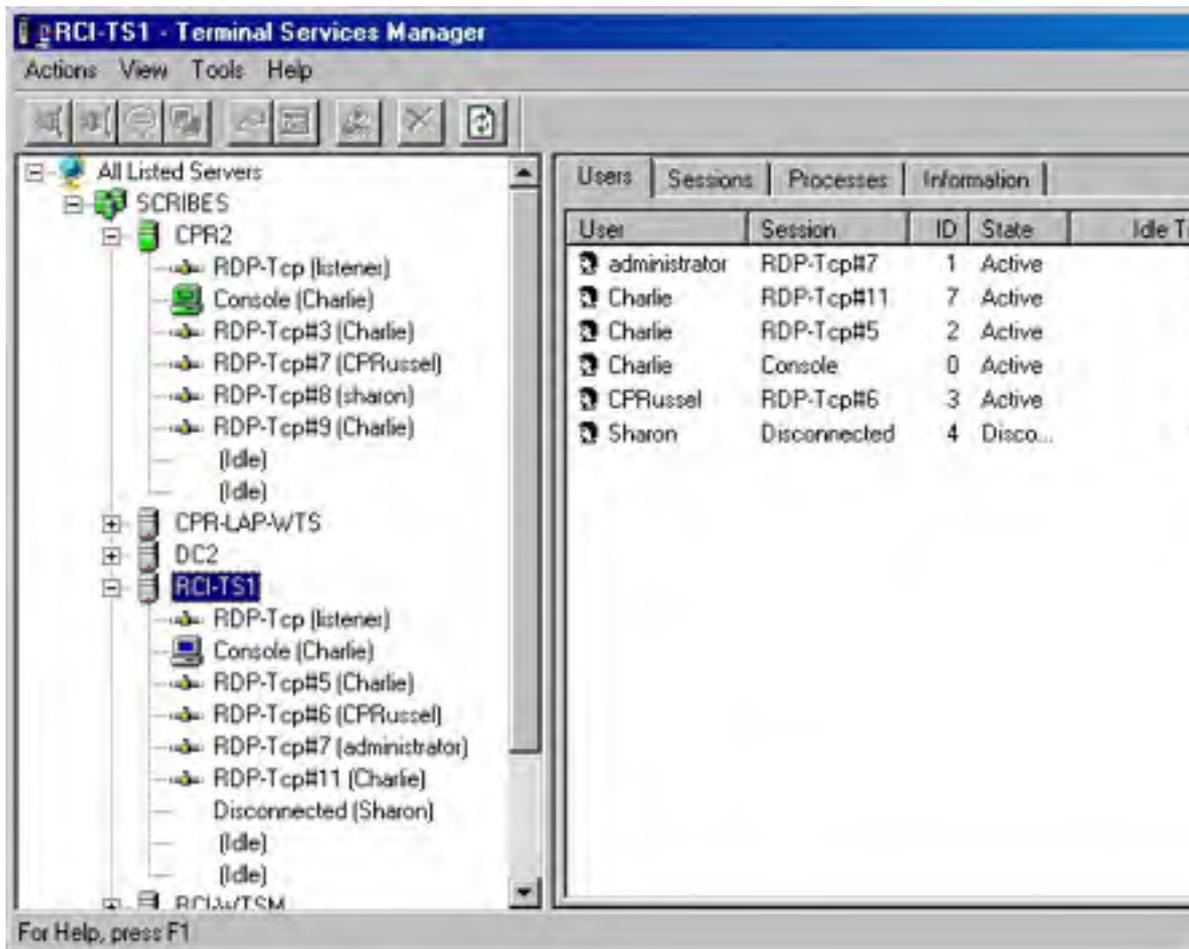 RCI-TS1 - Terminal Services Manager
Actions View Tools Help
All Listed Servers
SCRIBES
CPR2
RDP-Tcp (listener)
Console (Charlie)
RDP-Tcp#3 (Charlie)
RDP-Tcp#7 (CPRussel)
RDP-Tcp#8 (sharon)
RDP-Tcp#9 (Charlie)
(Idle)
(Idle)
CPR-LAP-WTS
DC2
RCI-TS1
RDP-Tcp (listener)
Console (Charlie)
RDP-Tcp#5 (Charlie)
RDP-Tcp#6 (CPRussel)
RDP-Tcp#7 (administrator)
RDP-Tcp#11 (Charlie)
Disconnected (Sharon)
(Idle)
(Idle)
RCI-WTSM
Users Sessions Processes Information
User Session ID State Idle T
administrator RDP-Tcp#7 1 Active
Charlie RDP-Tcp#11 7 Active
Charlie RDP-Tcp#5 2 Active
Charlie Console 0 Active
CPRussel RDP-Tcp#6 3 Active
Sharon Disconnected 4 Disco...
For Help, press F1